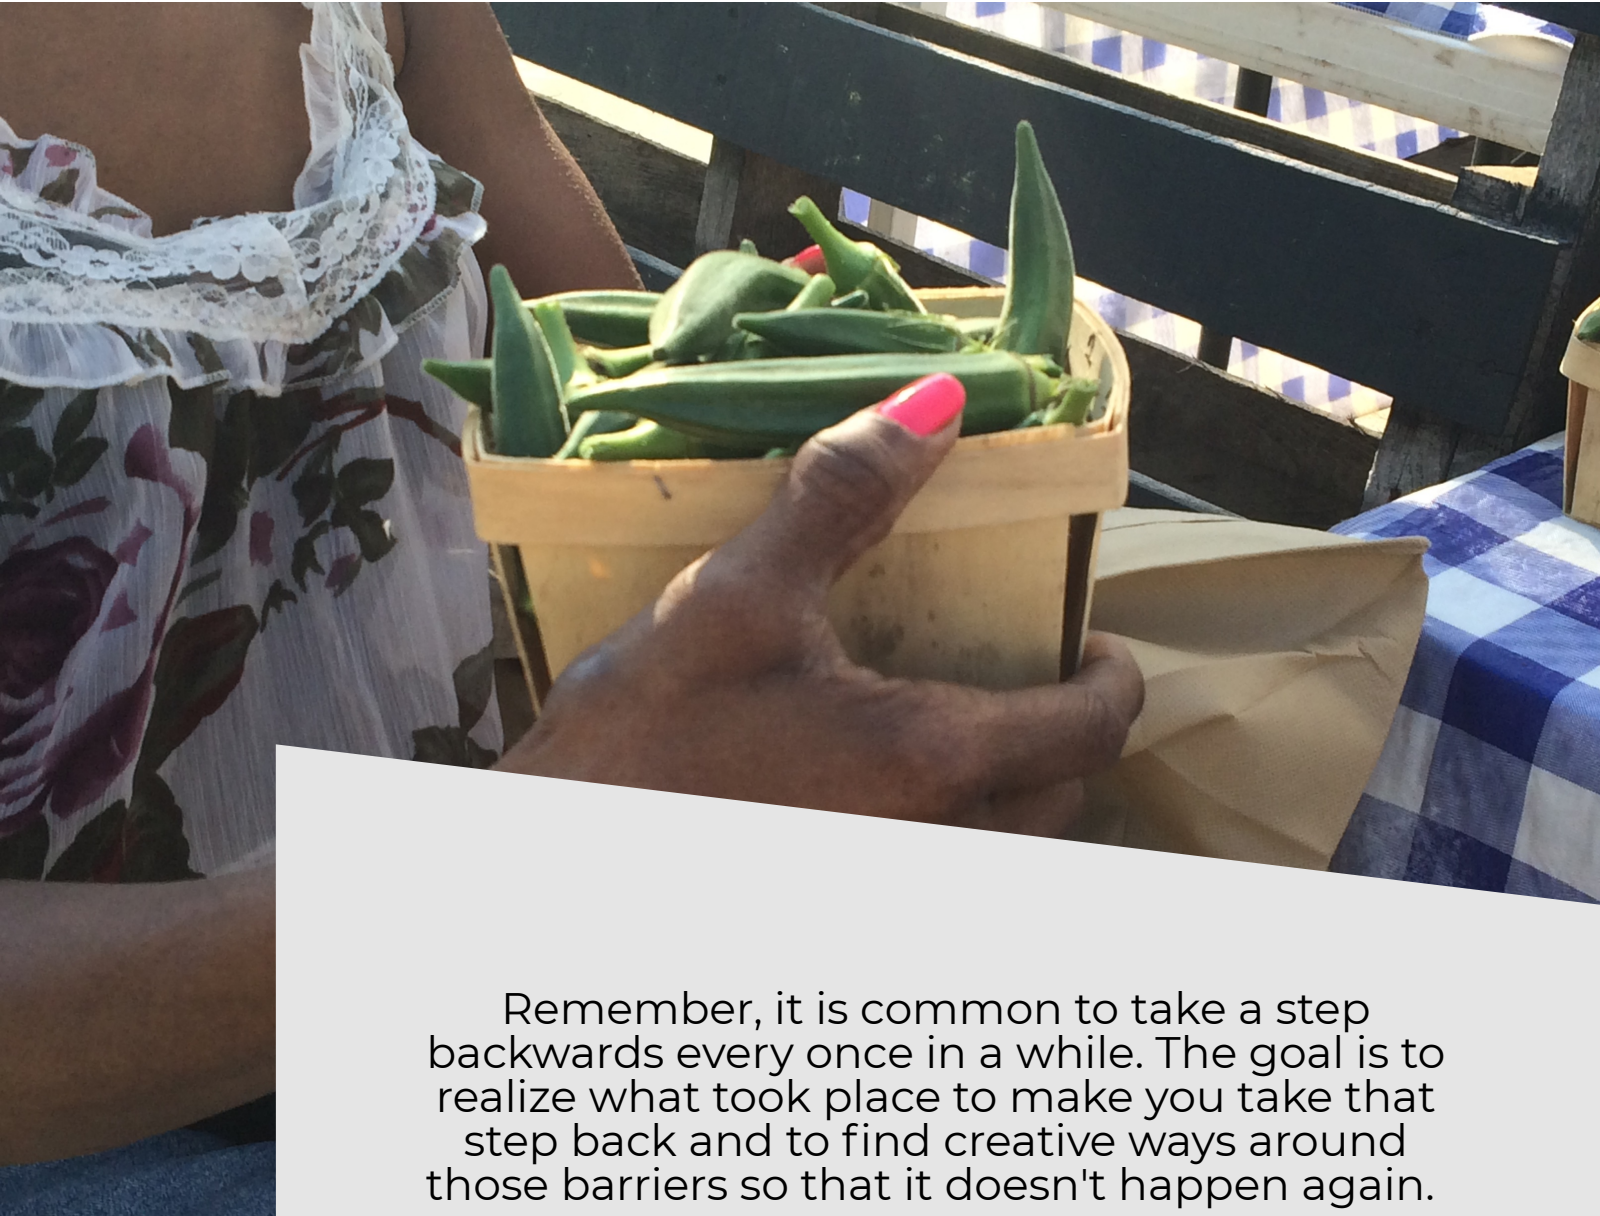 Remember, it is common to take a step
backwards every once in a while. The goal is to
realize what took place to make you take that
step back and to find creative ways around
those barriers so that it doesn't happen again.